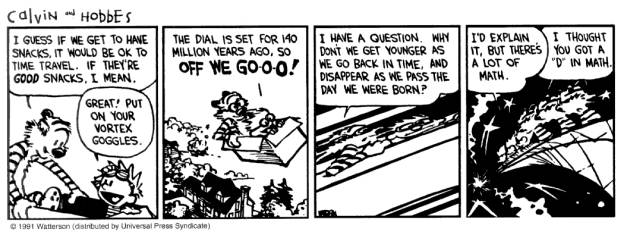 Calvin and Hobbes
I GUESS IF WE GET TO HAVE
SNACKS, IT WOULD BE OK TO
TIME TRAVEL. IF THEY'RE
GOOD SNACKS, I MEAN.
GREAT! PUT
ON YOUR
VORTEX
GOGGLES.
THE DIAL IS SET FOR 140
MILLION YEARS AGO, SO
OFF WE GO-O-O!
I HAVE A QUESTION. WHY
DON'T WE GET YOUNGER AS
WE GO BACK IN TIME, AND
DISAPPEAR AS WE PASS THE
DAY WE WERE BORN?
I'D EXPLAIN
IT, BUT THERE'S
A LOT OF
MATH.
I THOUGHT
YOU GOT A
"D" IN MATH.
© 1991 Watterson (distributed by Universal Press Syndicate)